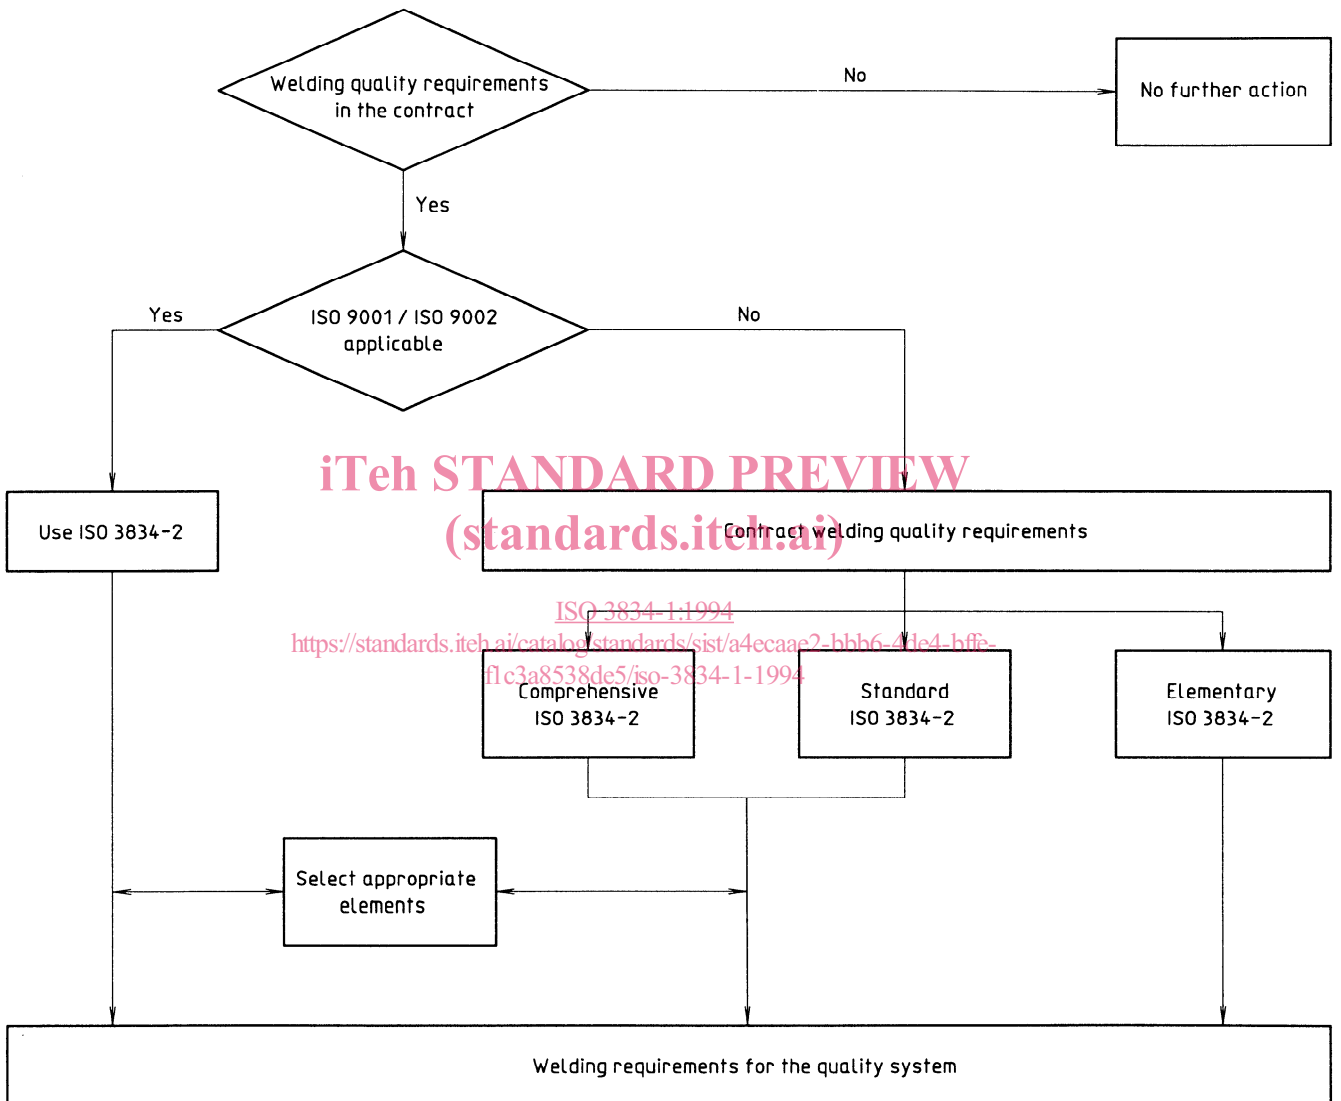 Welding quality requirements
in the contract
No
No further action
Yes
ISO 9001 / ISO 9002
applicable
Yes
No
iTeh STANDARD PREVIEW
(standards.iteh.ai)
Use ISO 3834-2
Contract welding quality requirements
ISO 3834-1:1994
https://standards.iteh.ai/catalog/standards/sist/a4ecaae2-bbb6-4de4-bffe-
f1c3a8538de5/iso-3834-1-1994
Comprehensive
ISO 3834-2
Standard
ISO 3834-2
Elementary
ISO 3834-2
Select appropriate
elements
Welding requirements for the quality system